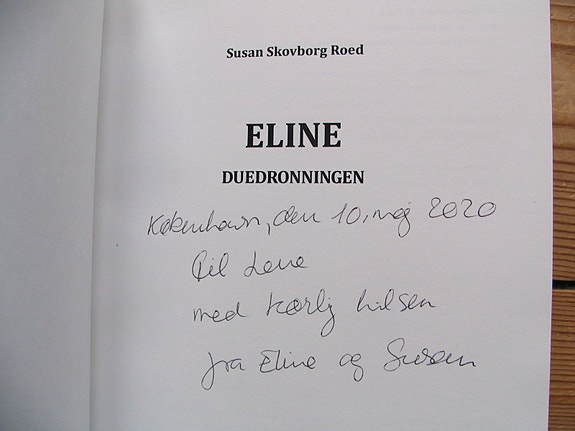 Susan Skovborg Roed
ELINE
DUEDRONNINGEN
København, den 10. maj 2020
Til Lene
med kærlig hilsen
fra Eline og Susan